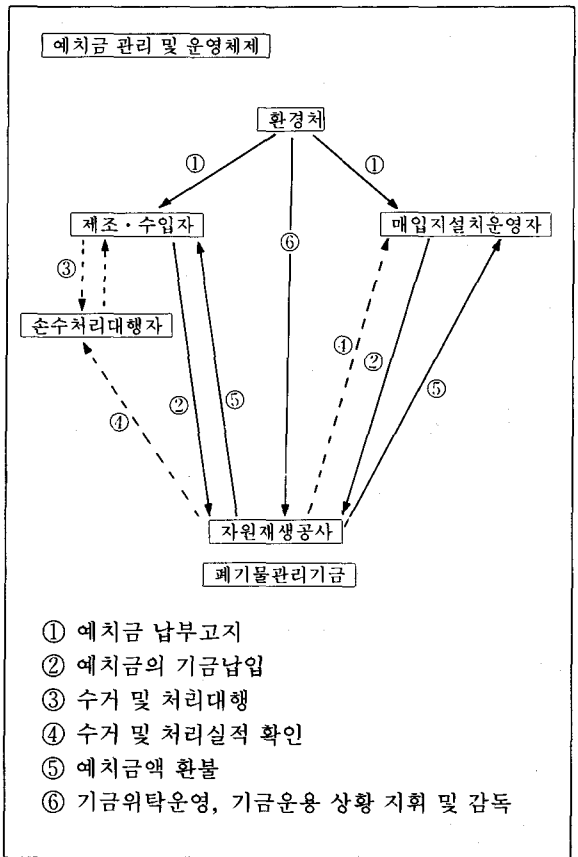 예치금 관리 및 운영체제
환경처
① ①
제조·수입자 매입지설치운영자
⑥
③
손수처리대행자
④ ② ⑤ ④ ② ⑤
자원재생공사
폐기물관리기금
① 예치금 납부고지
② 예치금의 기금납입
③ 수거 및 처리대행
④ 수거 및 처리실적 확인
⑤ 예치금액 환불
⑥ 기금위탁운영, 기금운용 상황 지휘 및 감독